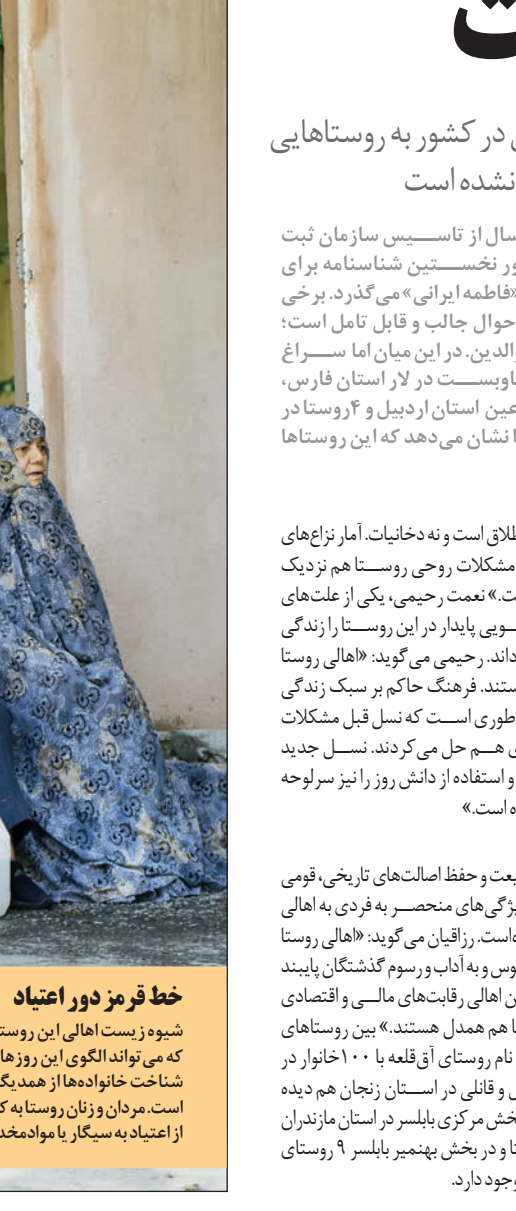 ت
در کشور به روستاهایی
نشده است
سال از تاسیس سازمان ثبت
ور نخستین شناسنامه برای
«فاطمه ایرانی» می‌گذرد. برخی
حوال جالب و قابل تامل است؛
الدین. در این میان اما سراغ
اوبست در لار استان فارس،
عین استان اردبیل و ۴روستا در
ا نشان می‌دهد که این روستاها
طلاق است و نه دخانیات. آمار نزاع‌های
مشکلات روحی روستا هم نزدیک
ت.» نعمت رحیمی، یکی از علت‌های
ـویی پایدار در این روستا را زندگی
داند. رحیمی می‌گوید: «اهالی روستا
ستند. فرهنگ حاکم بر سبک زندگی
طوری است که نسل قبل مشکلات
ی هم حل می‌کردند. نسل جدید
و استفاده از دانش روز را نیز سرلوحه
ه است.»
یعت و حفظ اصالت‌های تاریخی، قومی
یژگی‌های منحصر به فردی به اهالی
ه‌است. رزاقیان می‌گوید: «اهالی روستا
وس و به آداب و رسوم گذشتگان پایبند
ن اهالی رقابت‌های مالی و اقتصادی
ا هم همدل هستند.» بین روستاهای
نام روستای آق‌قلعه با ۱۰۰خانوار در
ل و قانلی در استان زنجان هم دیده
خش مرکزی بابلسر در استان مازندران
تا و در بخش بهنمیر بابلسر ۹ روستای
وجود دارد.
خط قرمز دور اعتیاد
شیوه زیست اهالی این روستا
که می‌تواند الگوی این روزها
شناخت خانواده‌ها از همدیگ
است. مردان و زنان روستا به ک
از اعتیاد به سیگار یا موادمخد